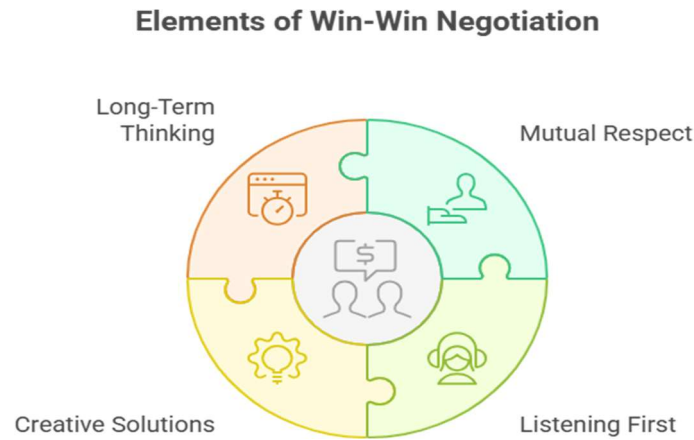 Elements of Win-Win Negotiation
Long-Term
Thinking
Mutual Respect
$
Creative Solutions
Listening First